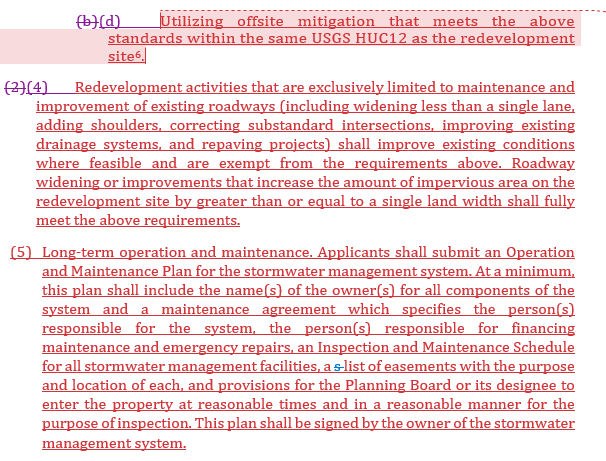 (b)(d) Utilizing offsite mitigation that meets the above
standards within the same USGS HUC12 as the redevelopment
site6.
(2)(4) Redevelopment activities that are exclusively limited to maintenance and
improvement of existing roadways (including widening less than a single lane,
adding shoulders, correcting substandard intersections, improving existing
drainage systems, and repaving projects) shall improve existing conditions
where feasible and are exempt from the requirements above. Roadway
widening or improvements that increase the amount of impervious area on the
redevelopment site by greater than or equal to a single land width shall fully
meet the above requirements.
(5) Long-term operation and maintenance. Applicants shall submit an Operation
and Maintenance Plan for the stormwater management system. At a minimum,
this plan shall include the name(s) of the owner(s) for all components of the
system and a maintenance agreement which specifies the person(s)
responsible for the system, the person(s) responsible for financing
maintenance and emergency repairs, an Inspection and Maintenance Schedule
for all stormwater management facilities, a s list of easements with the purpose
and location of each, and provisions for the Planning Board or its designee to
enter the property at reasonable times and in a reasonable manner for the
purpose of inspection. This plan shall be signed by the owner of the stormwater
management system.